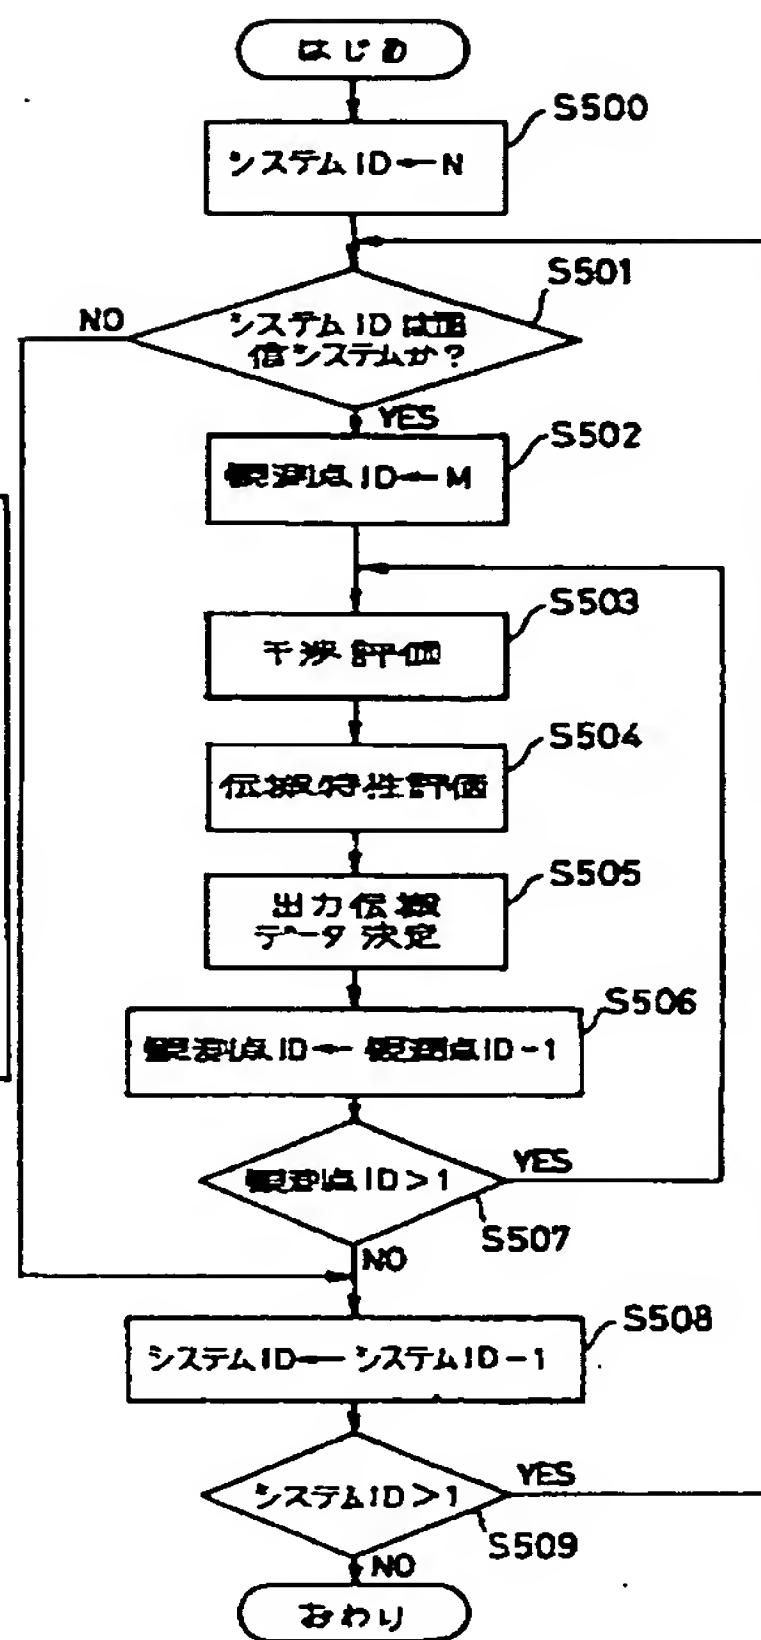 はじめ
S500
システムID←N
S501
NO
システムIDは通
信システムか?
YES
S502
観測点ID←M
S503
干渉評価
S504
伝搬特性評価
S505
出力伝搬
データ決定
S506
観測点ID←観測点ID-1
観測点ID>1
YES
S507
NO
S508
システムID←システムID-1
システムID>1
YES
S509
NO
おわり